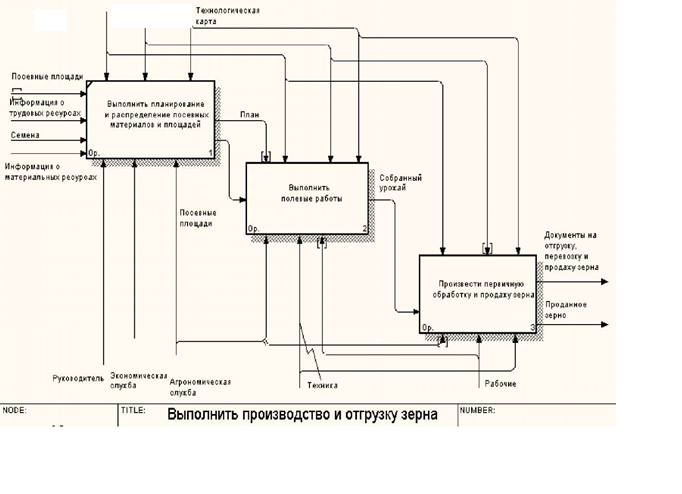 Технологическая
карта
Посевные площади
Информация о
трудовых ресурсах
Семена
Информация о
материальных ресурсах
Выполнить планирование
и распределение посевных
материалов и площадей
0р.
1
План
Посевные
площади
Выполнить
полевые работы
0р.
2
Собранный
урожай
Произвести первичную
обработку и продажу зерна
0р.
3
Документы на
отгрузку,
перевозку и
продажу зерна
Проданное
зерно
Руководитель
Экономическая
служба
Агрономическая
служба
Техника
Рабочие
NODE:
TITLE:
Выполнить производство и отгрузку зерна
NUMBER: